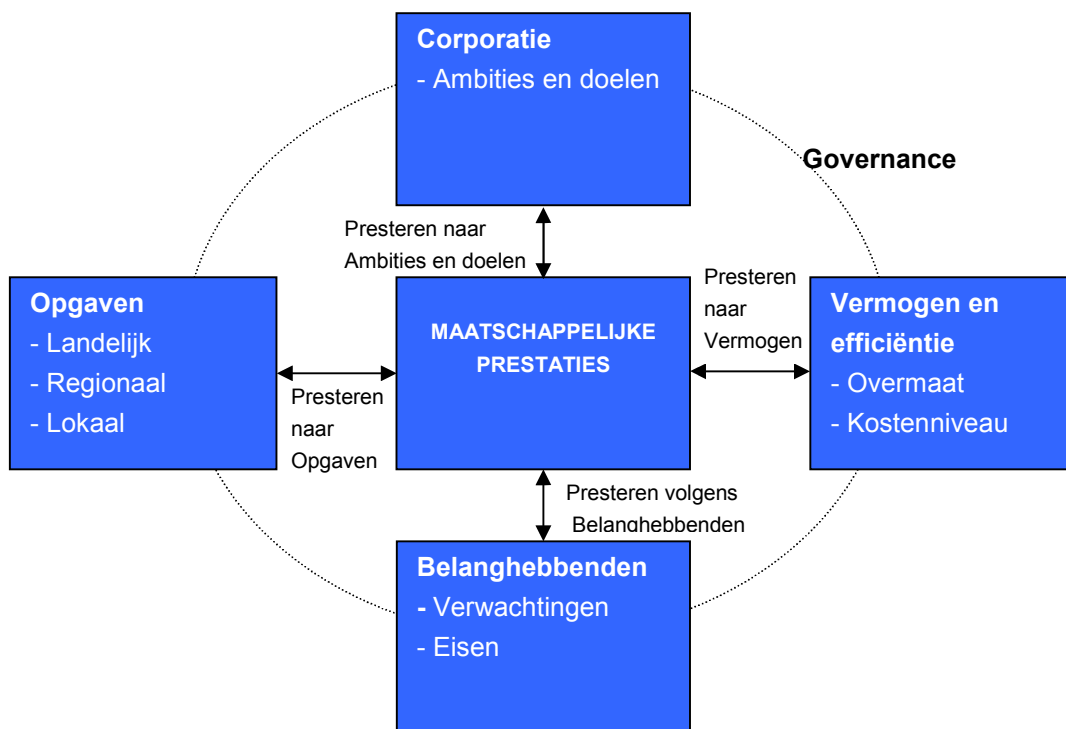 Corporatie
- Ambities en doelen
Governance
Presteren naar
Ambities en doelen
Opgaven
- Landelijk
- Regionaal
- Lokaal
Presteren
naar
Opgaven
MAATSCHAPPELIJKE
PRESTATIES
Presteren
naar
Vermogen
Vermogen en
efficiëntie
- Overmaat
- Kostenniveau
Presteren volgens
Belanghebbenden
Belanghebbenden
- Verwachtingen
- Eisen